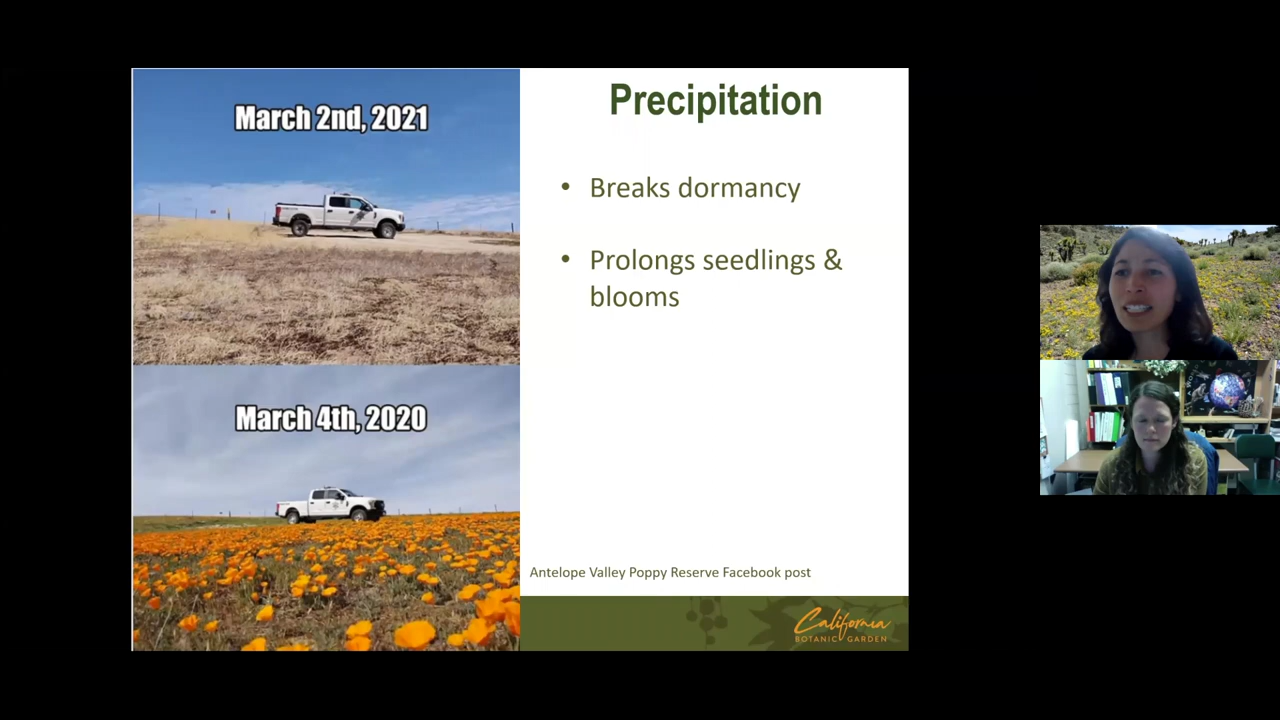 March 2nd, 2021
March 4th, 2020
Precipitation
• Breaks dormancy
• Prolongs seedlings &
blooms
Antelope Valley Poppy Reserve Facebook post
California
BOTANIC GARDEN